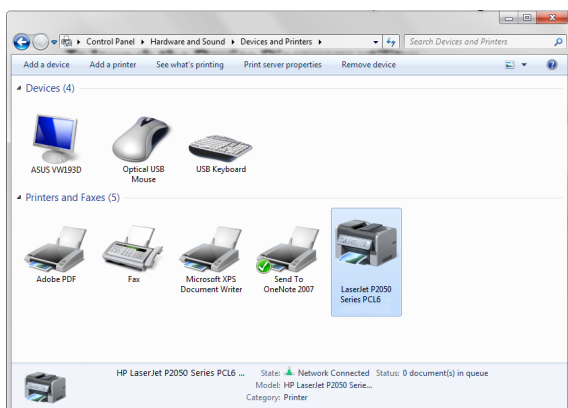 Control Panel Hardware and Sound Devices and Printers Search Devices and Printers
Add a device Add a printer See what's printing Print server properties Remove device
Devices (4)
ASUS VW193D
Optical USB
Mouse
USB Keyboard
Printers and Faxes (5)
Adobe PDF
Fax
Microsoft XPS
Document Writer
Send To
OneNote 2007
LaserJet P2050
Series PCL6
HP LaserJet P2050 Series PCL6 ... State: Network Connected Status: 0 document(s) in queue
Model: HP LaserJet P2050 Serie...
Category: Printer